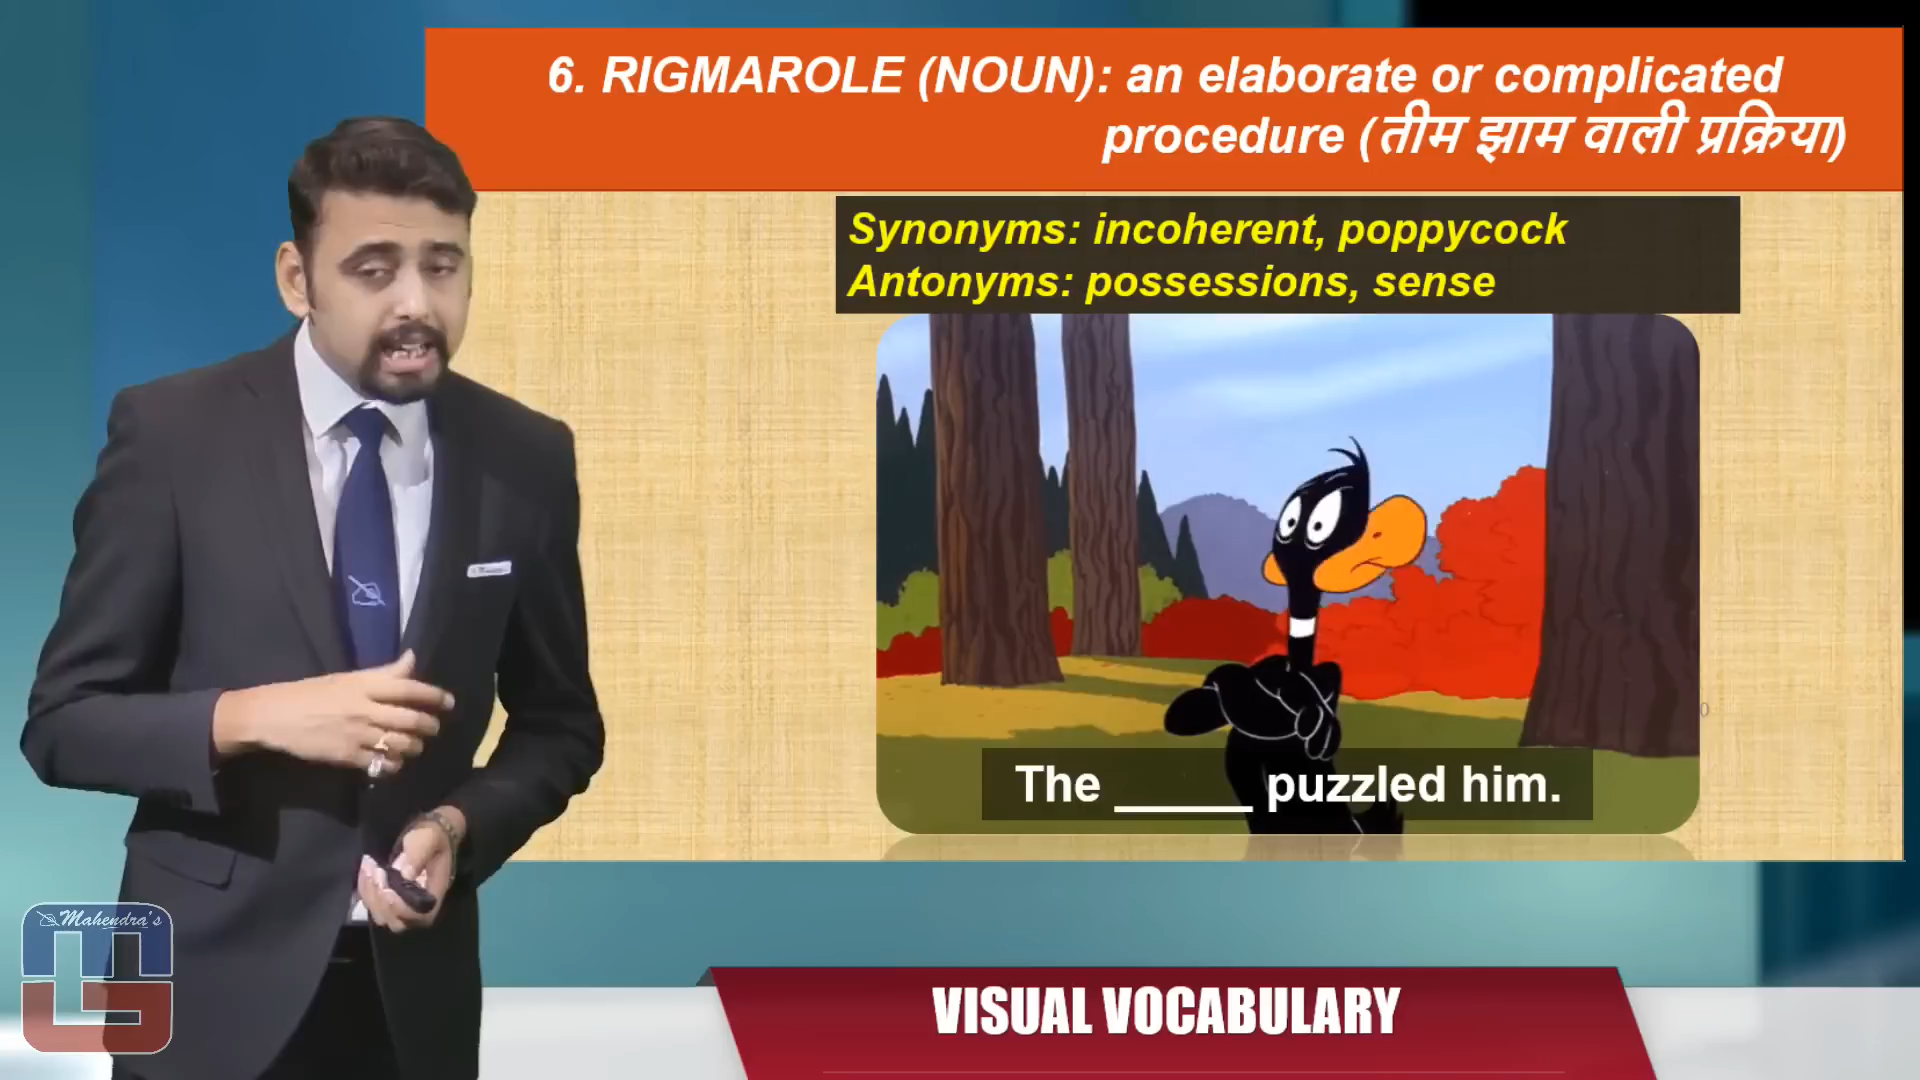 6. RIGMAROLE (NOUN): an elaborate or complicated
procedure (तीम झाम वाली प्रक्रिया)
Synonyms: incoherent, poppycock
Antonyms: possessions, sense
The _____ puzzled him.
Mahendra's
VISUAL VOCABULARY